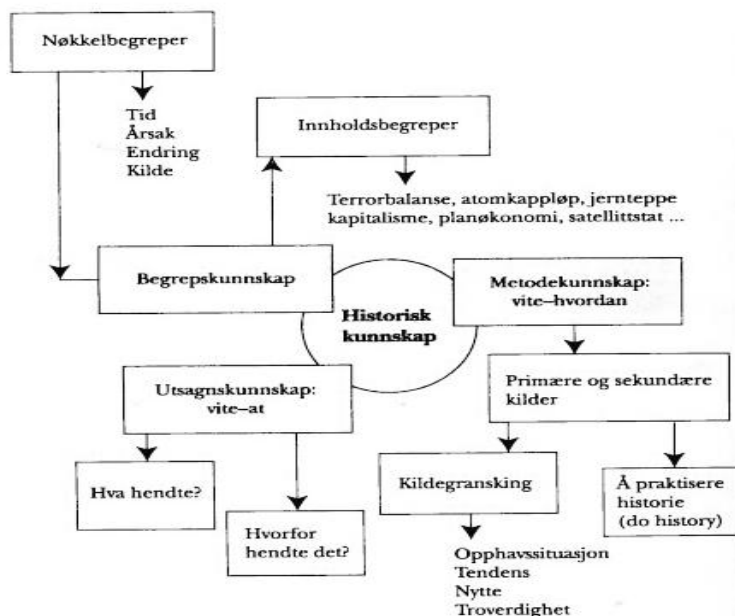 Nøkkelbegreper
Tid
Årsak
Endring
Kilde
Innholdsbegreper
Terrorbalanse, atomkappløp, jernteppe
kapitalisme, planøkonomi, satellittstat ...
Begrepskunnskap
Historisk
kunnskap
Metodekunnskap:
vite–hvordan
Utsagnskunnskap:
vite–at
Hva hendte?
Hvorfor
hendte det?
Primære og sekundære
kilder
Kildegransking
Opphavssituasjon
Tendens
Nytte
Troverdighet
Å praktisere
historie
(do history)